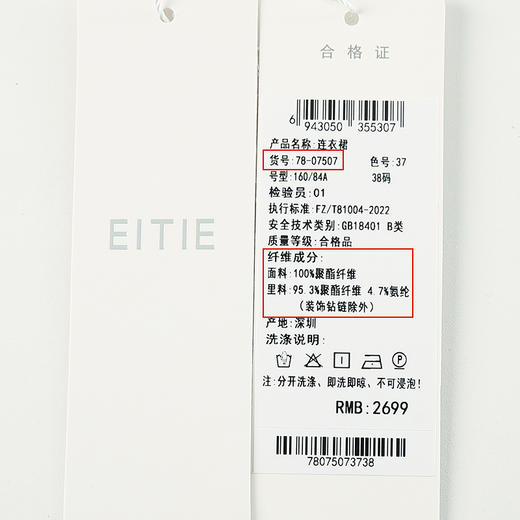 EITIE
合格证
6 943050 355307
产品名称:连衣裙
货号:78-07507 色号:37
号型:160/84A 38码
检验员:01
执行标准:FZ/T81004-2022
安全技术类别:GB18401 B类
质量等级:合格品
纤维成分:
面料:100%聚酯纤维
里料:95.3%聚酯纤维 4.7%氨纶
(装饰钻链除外)
产地:深圳
洗涤说明:
注:分开洗涤、即洗即晾、不可浸泡!
RMB:2699
78075073738